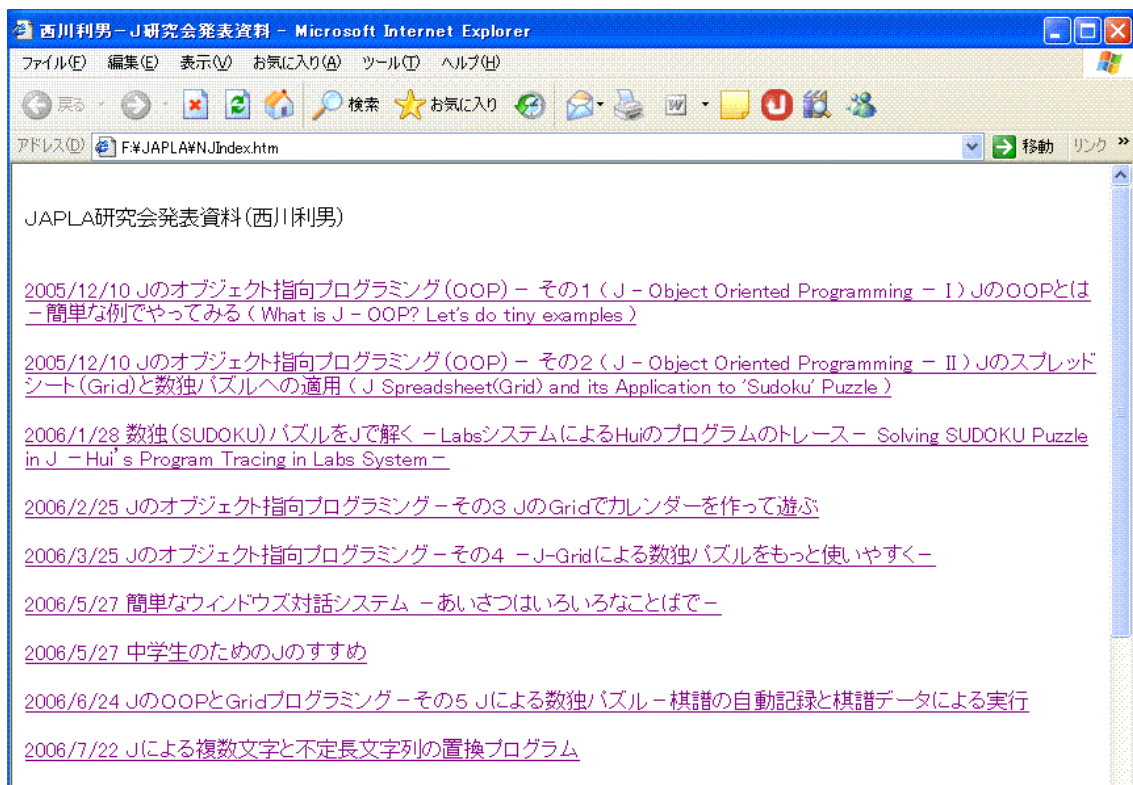 西川利男－J研究会発表資料 - Microsoft Internet Explorer
ファイル(F) 編集(E) 表示(V) お気に入り(A) ツール(T) ヘルプ(H)
戻る 検索 お気に入り
アドレス(D) F:¥JAPLA¥NJIndex.htm 移動 リンク »
JAPLA研究会発表資料(西川利男)
2005/12/10 Jのオブジェクト指向プログラミング(OOP)－ その1 ( J - Object Oriented Programming － I ) JのOOPとは
－簡単な例でやってみる ( What is J - OOP? Let's do tiny examples )
2005/12/10 Jのオブジェクト指向プログラミング(OOP)－ その2 ( J - Object Oriented Programming － II ) Jのスプレッド
シート(Grid)と数独パズルへの適用 ( J Spreadsheet(Grid) and its Application to 'Sudoku' Puzzle )
2006/1/28 数独(SUDOKU)パズルをJで解く －LabsシステムによるHuiのプログラムのトレース－ Solving SUDOKU Puzzle
in J －Hui’s Program Tracing in Labs System－
2006/2/25 Jのオブジェクト指向プログラミング－その3 JのGridでカレンダーを作って遊ぶ
2006/3/25 Jのオブジェクト指向プログラミング－その4 －J-Gridによる数独パズルをもっと使いやすく－
2006/5/27 簡単なウィンドウズ対話システム －あいさつはいろいろなことばで－
2006/5/27 中学生のためのJのすすめ
2006/6/24 JのOOPとGridプログラミング－その5 Jによる数独パズル－棋譜の自動記録と棋譜データによる実行
2006/7/22 Jによる複数文字と不定長文字列の置換プログラム